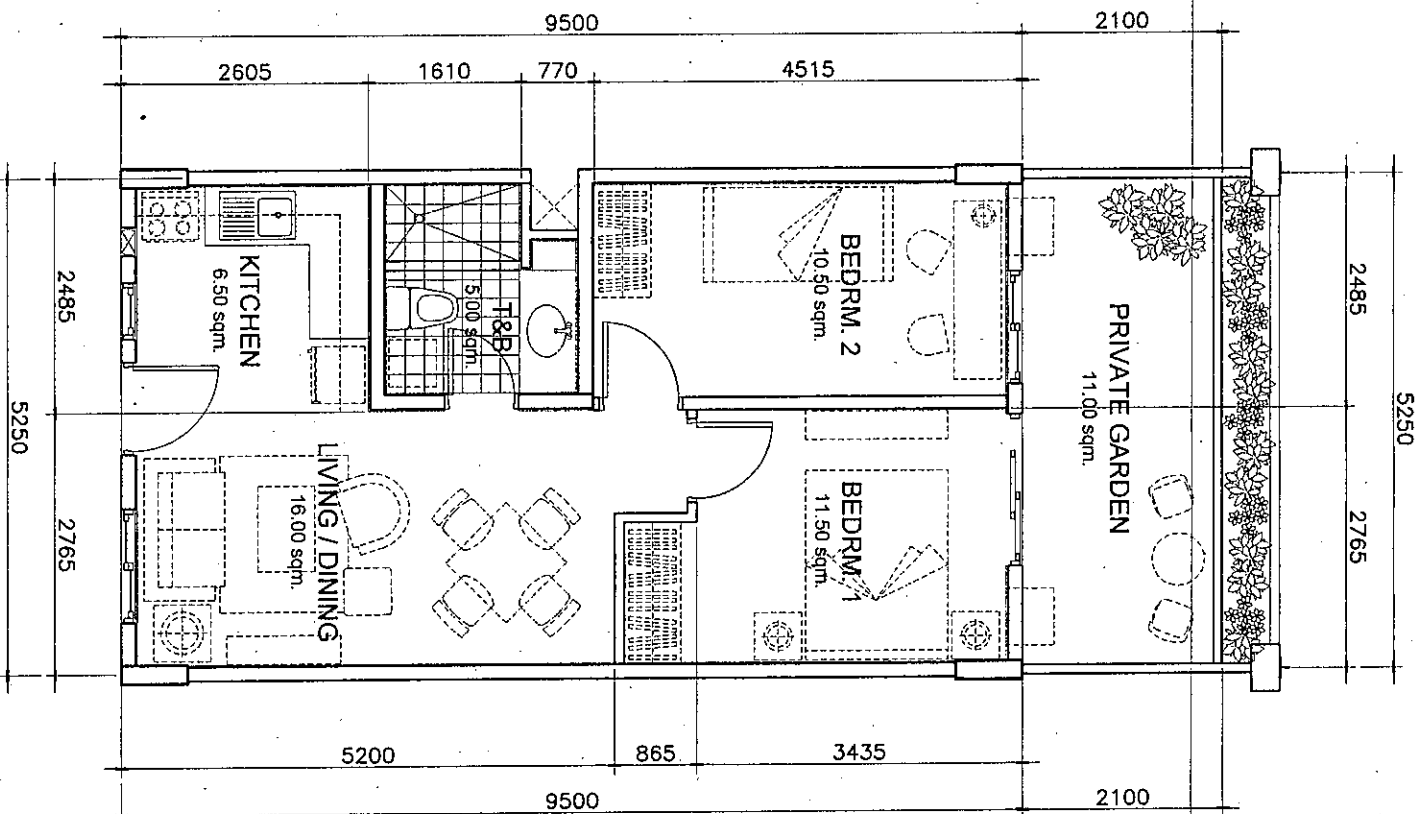 9500
2100
2605
1610
770
4515
2485
2765
5250
2485
2765
5250
KITCHEN
6.50 sqm.
T&B
5.00 sqm.
BEDRM. 2
10.50 sqm.
PRIVATE GARDEN
11.00 sqm.
LIVING / DINING
16.00 sqm.
BEDRM. 1
11.50 sqm.
5200
865
3435
9500
2100